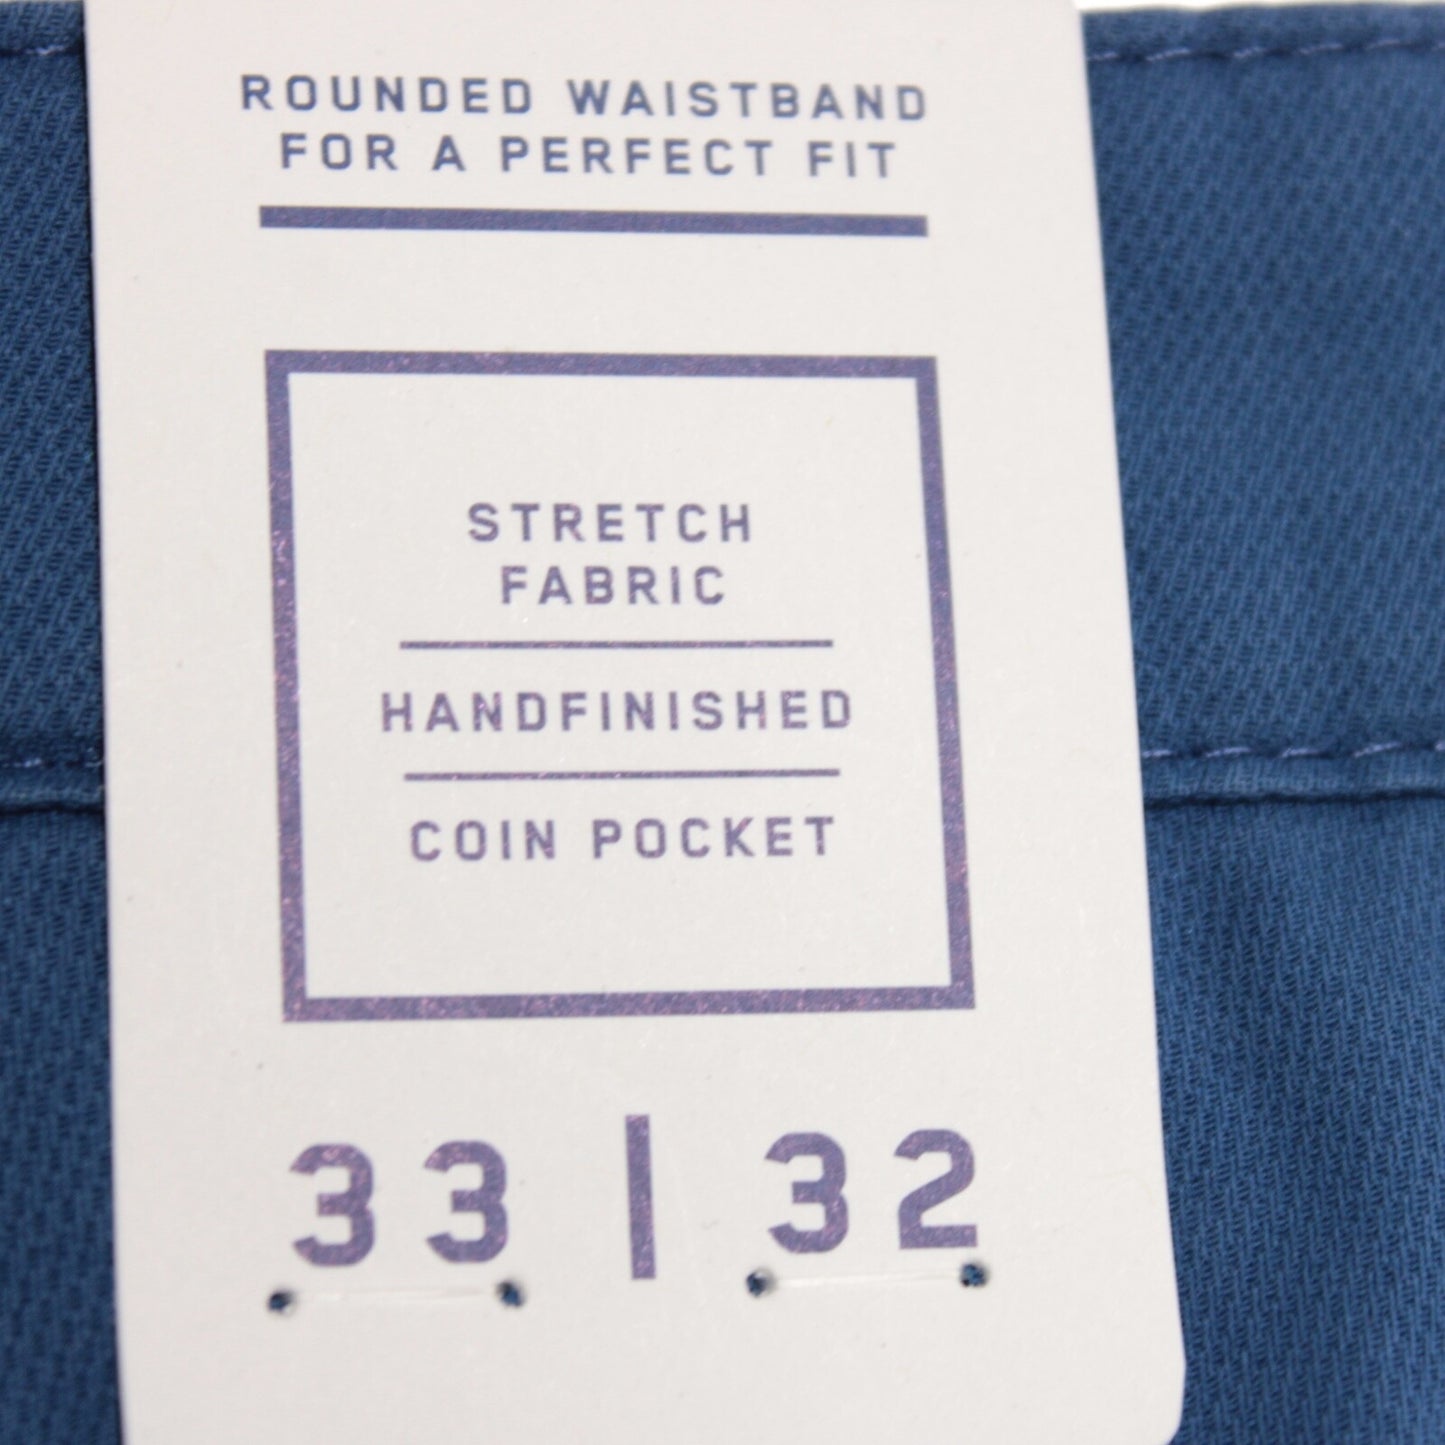 ROUNDED WAISTBAND
FOR A PERFECT FIT
STRETCH
FABRIC
HANDFINISHED
COIN POCKET
33 | 32